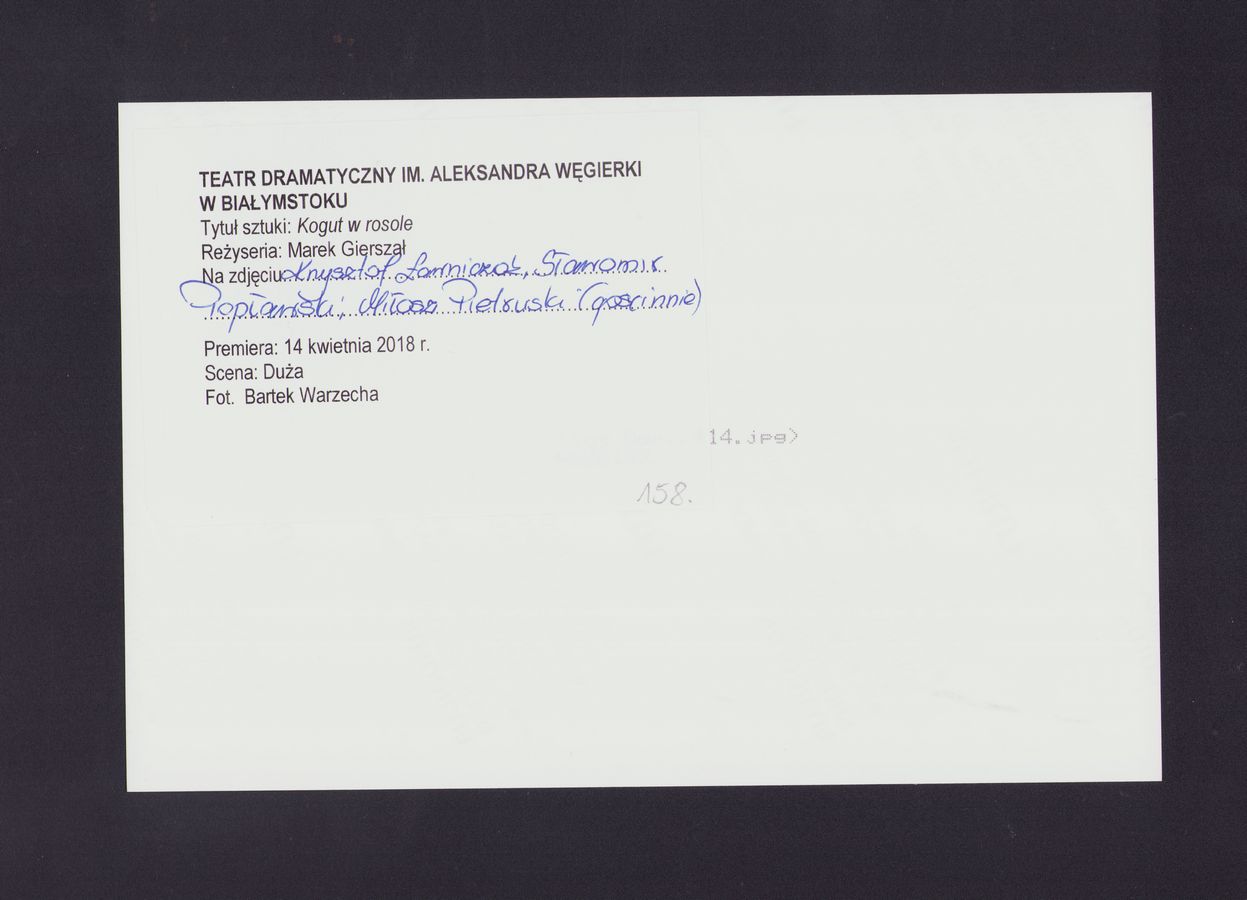 TEATR DRAMATYCZNY IM. ALEKSANDRA WĘGIERKI
W BIAŁYMSTOKU
Tytuł sztuki: Kogut w rosole
Reżyseria: Marek Gierszał
Na zdjęciu: Krzysztof Ławniczak, Sławomir
Popławski, Miłosz Pietruski (gościnnie)
Premiera: 14 kwietnia 2018 r.
Scena: Duża
Fot. Bartek Warzecha
14.jpg>
158.